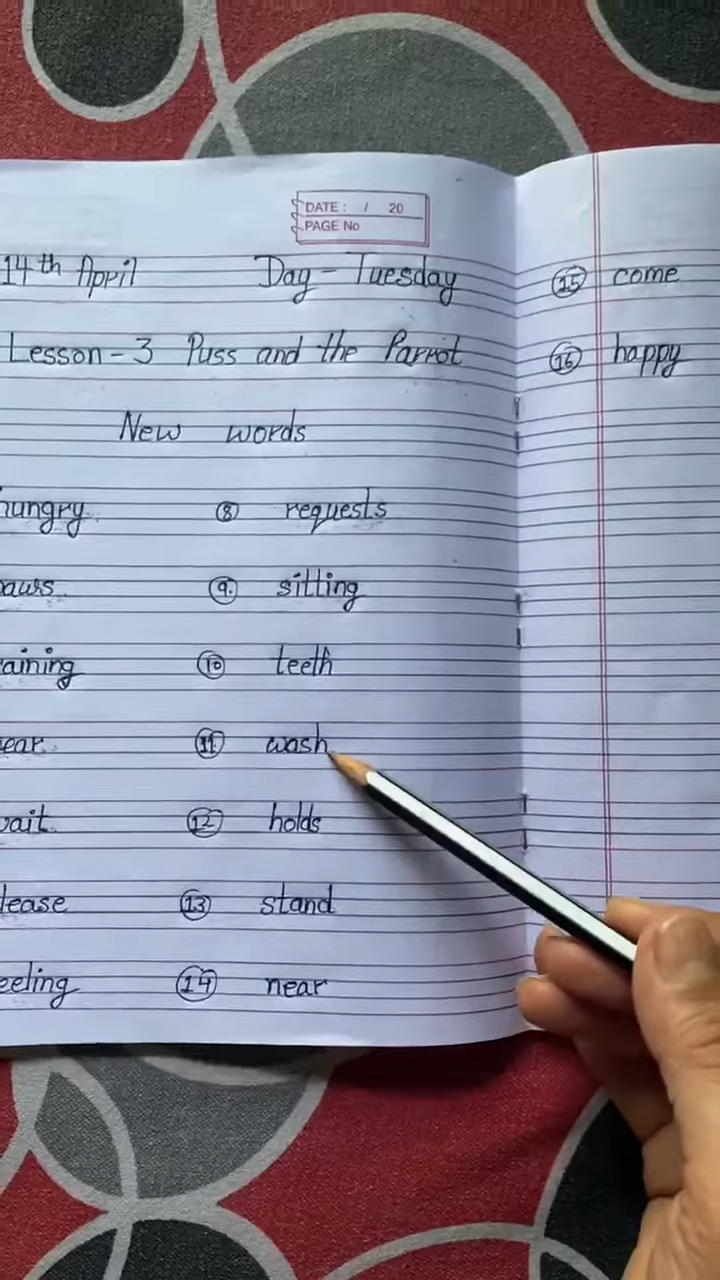 DATE : / 20
PAGE No
14th April Day - Tuesday
Lesson - 3 Puss and the Parrot
New words
hungry
8 requests
9. sitting
10 teeth
11. wash
12 holds
13 stand
14 near
15 come
16 happy